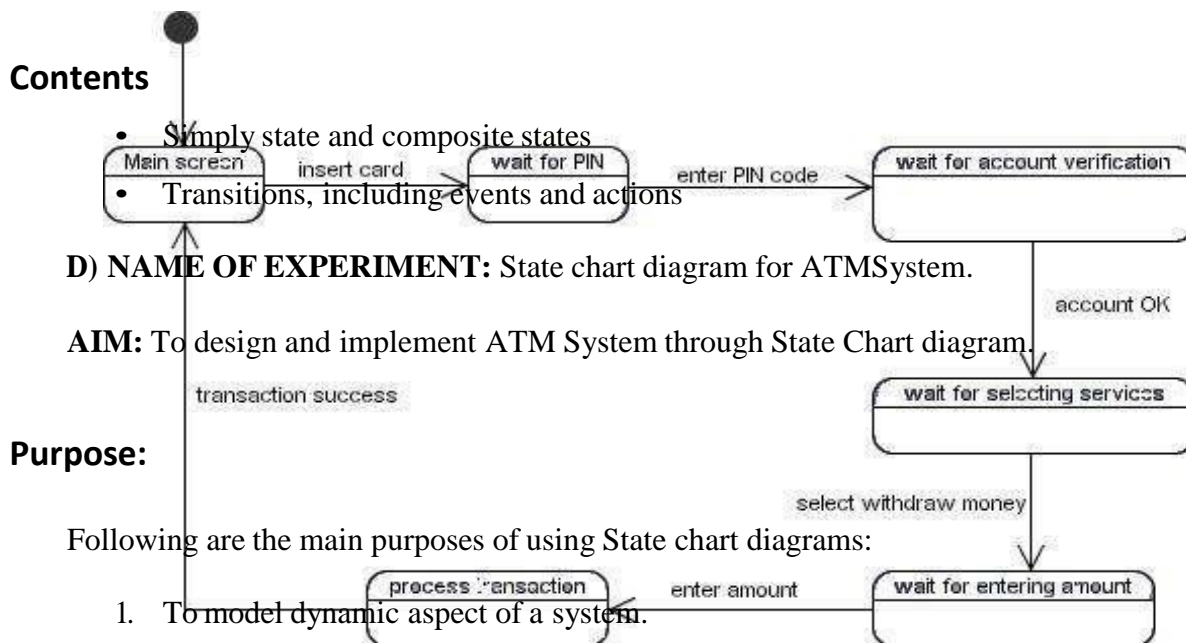 Contents
• Simply state and composite states
Main screen
insert card
wait for PIN
enter PIN code
wait for account verification
• Transitions, including events and actions
D) NAME OF EXPERIMENT: State chart diagram for ATMSystem.
account OK
AIM: To design and implement ATM System through State Chart diagram.
transaction success
wait for selecting services
Purpose:
select withdraw money
Following are the main purposes of using State chart diagrams:
process transaction
enter amount
wait for entering amount
1. To model dynamic aspect of a system.